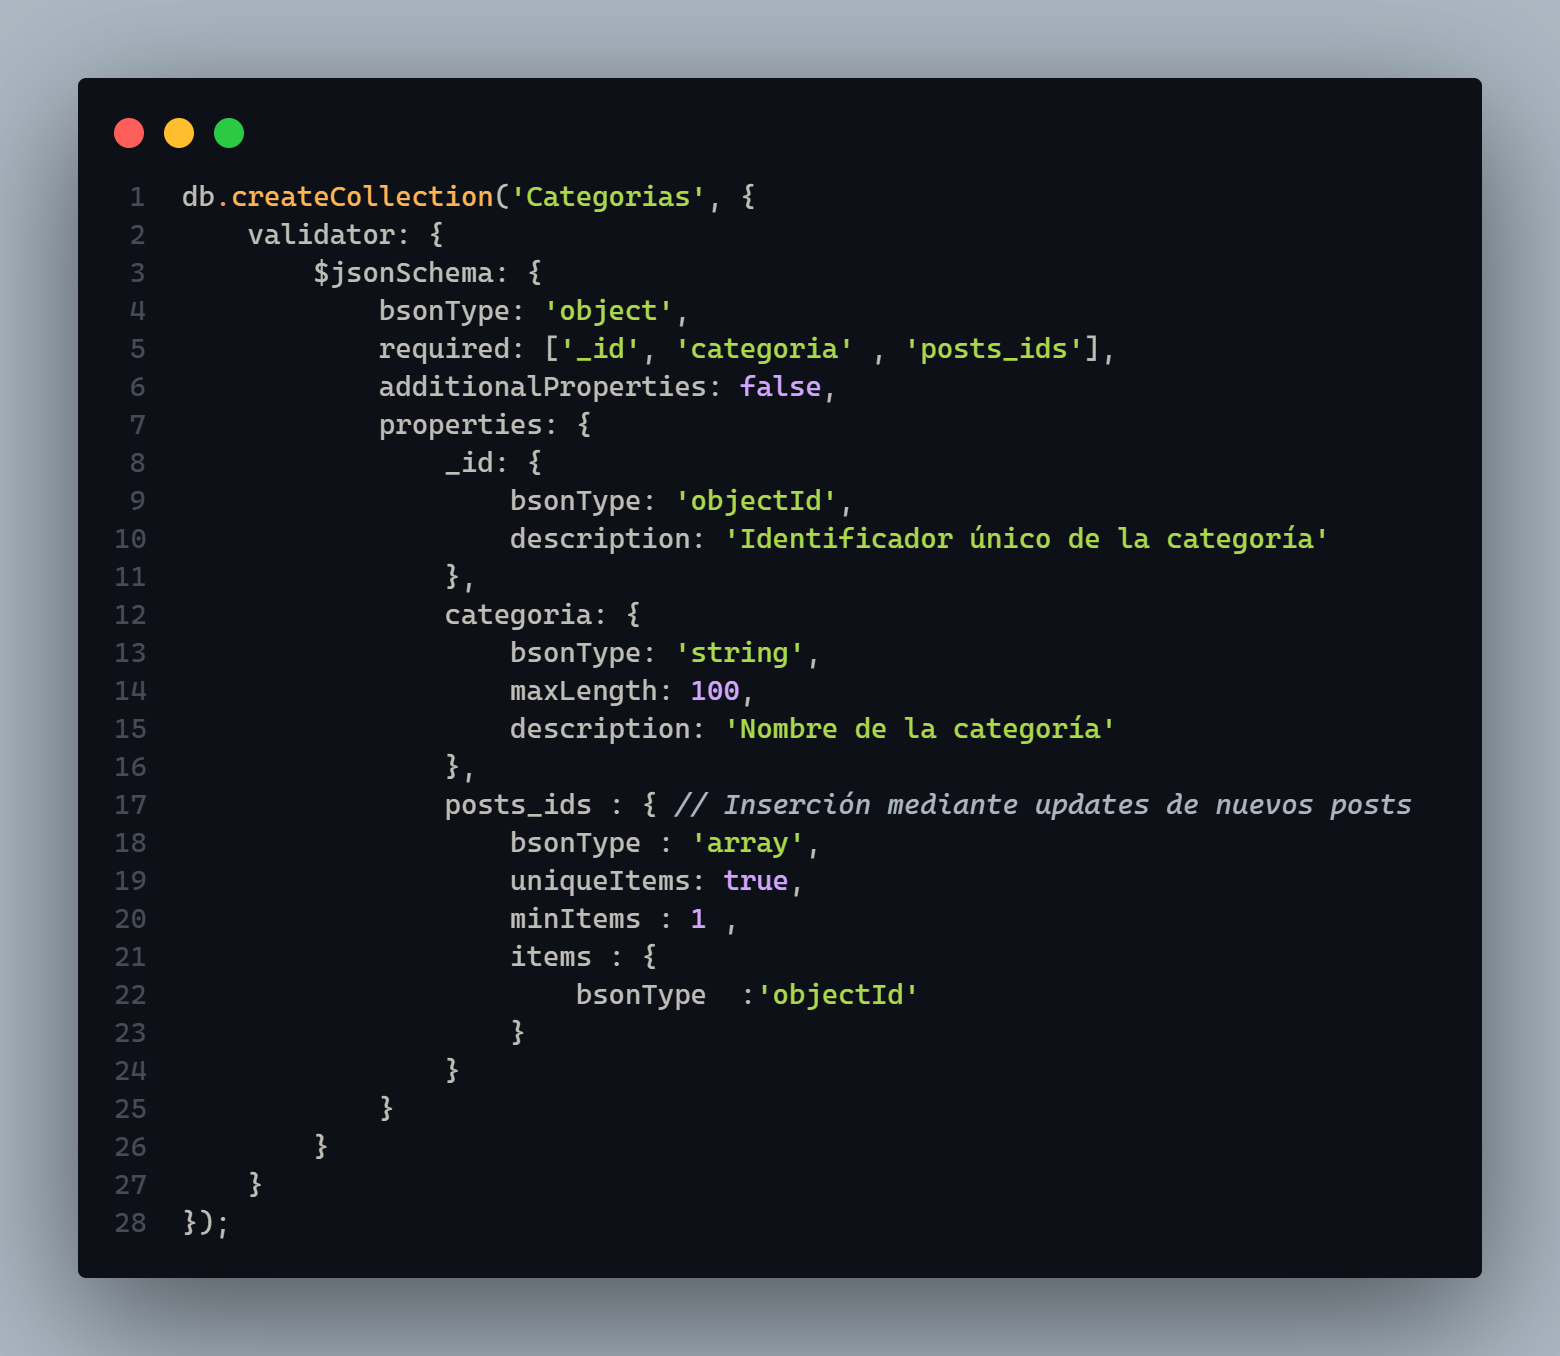 1 db.createCollection('Categorias', {
2     validator: {
3         $jsonSchema: {
4             bsonType: 'object',
5             required: ['_id', 'categoria' , 'posts_ids'],
6             additionalProperties: false,
7             properties: {
8                 _id: {
9                     bsonType: 'objectId',
10                     description: 'Identificador único de la categoría'
11                 },
12                 categoria: {
13                     bsonType: 'string',
14                     maxLength: 100,
15                     description: 'Nombre de la categoría'
16                 },
17                 posts_ids : { // Inserción mediante updates de nuevos posts
18                     bsonType : 'array',
19                     uniqueItems: true,
20                     minItems : 1 ,
21                     items : {
22                         bsonType  :'objectId'
23                     }
24                 }
25             }
26         }
27     }
28 });